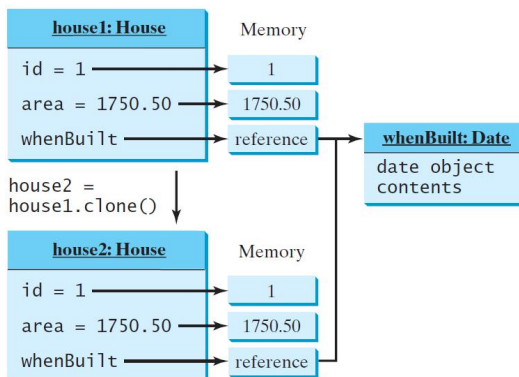 house1: House
Memory
id = 1
1
area = 1750.50
1750.50
whenBuilt
reference
whenBuilt: Date
date object
contents
house2 =
house1.clone()
house2: House
Memory
id = 1
1
area = 1750.50
1750.50
whenBuilt
reference